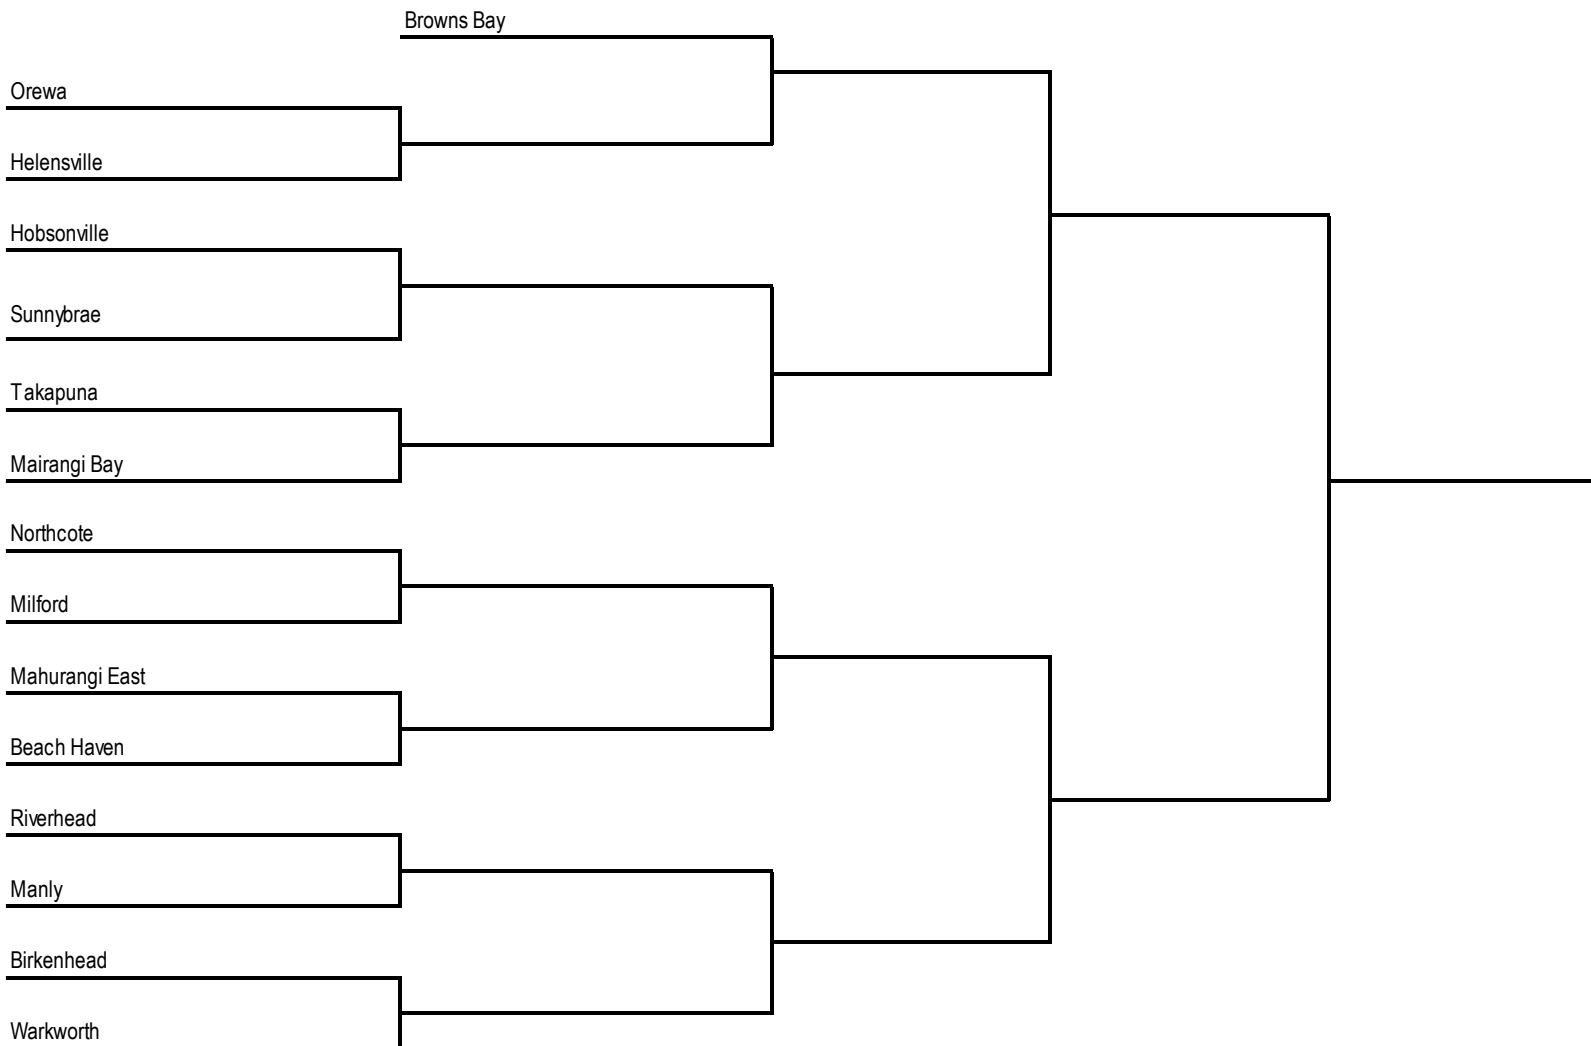 Browns Bay
Orewa
Helensville
Hobsonville
Sunnybrae
Takapuna
Mairangi Bay
Northcote
Milford
Mahurangi East
Beach Haven
Riverhead
Manly
Birkenhead
Warkworth